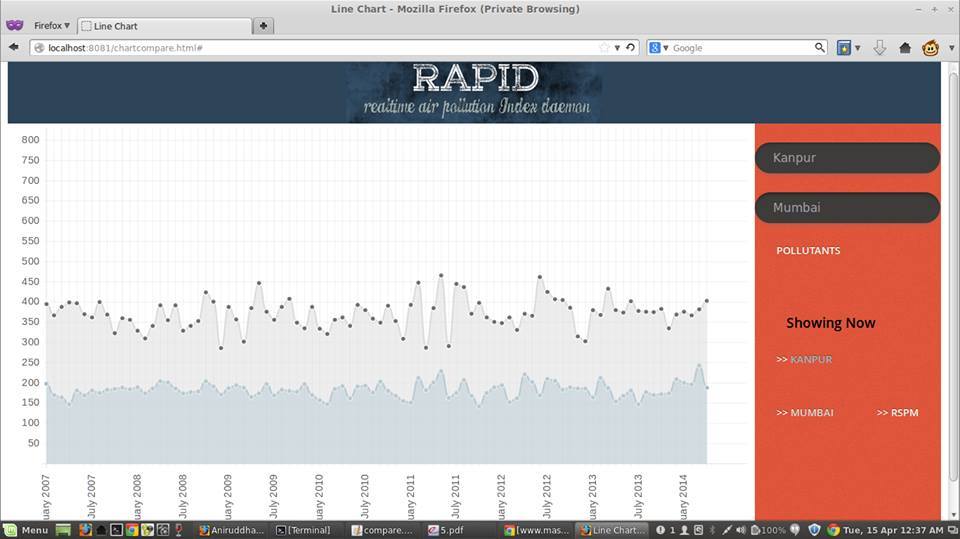 Line Chart - Mozilla Firefox (Private Browsing)
Firefox
Line Chart
localhost:8081/chartcompare.html#
Google
RAPID
realtime air pollution Index daemon
800
750
700
650
600
550
500
450
400
350
300
250
200
150
100
50
uary 2007
July 2007
uary 2008
July 2008
uary 2009
July 2009
uary 2010
July 2010
uary 2011
July 2011
uary 2012
July 2012
uary 2013
July 2013
uary 2014
Kanpur
Mumbai
POLLUTANTS
Showing Now
>> KANPUR
>> MUMBAI
>> RSPM
Menu
Aniruddha...
[Terminal]
compare....
5.pdf
[www.mas...
Line Chart...
1
100%
Tue, 15 Apr 12:37 AM